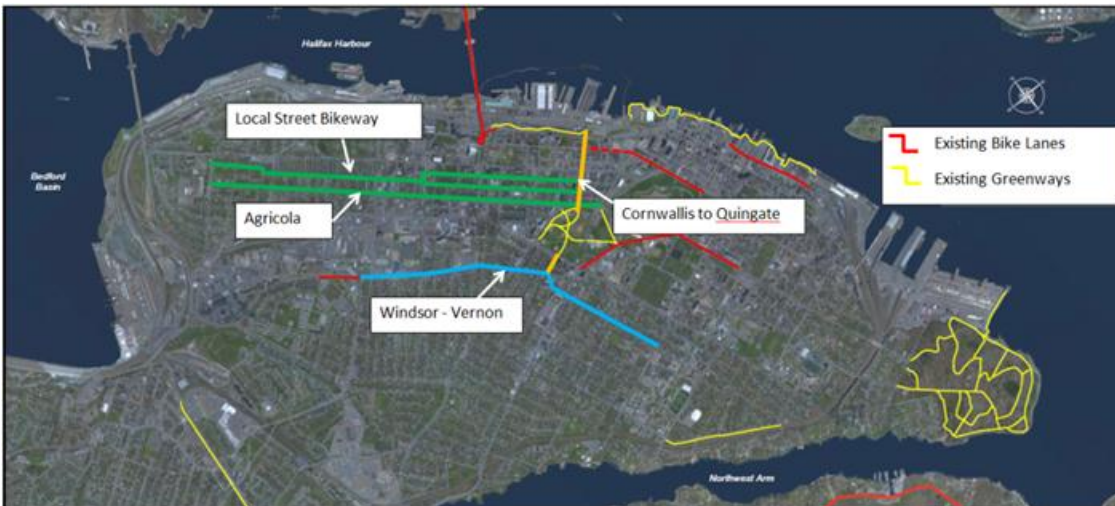 Halifax Harbour
Local Street Bikeway
Existing Bike Lanes
Existing Greenways
Bedford
Basin
Agricola
Cornwallis to Quingate
Windsor - Vernon
Northwest Arm